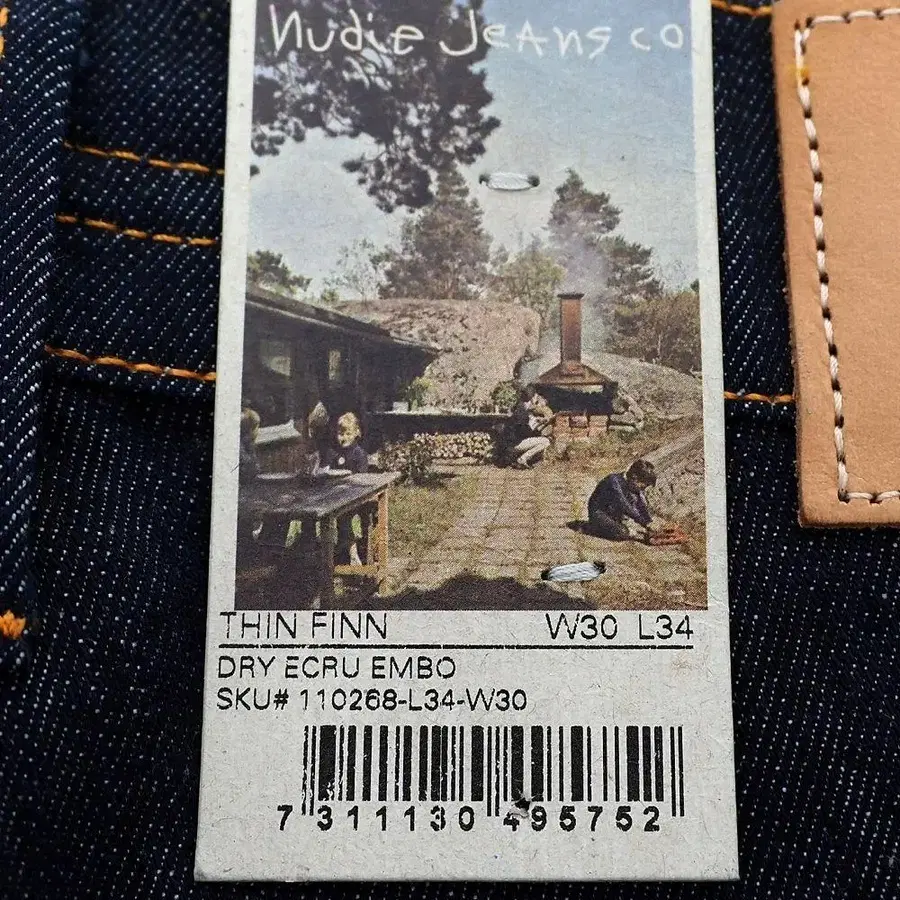 Nudie Jeans co
THIN FINN W30 L34
DRY ECRU EMBO
SKU# 110268-L34-W30
7 311130 495752